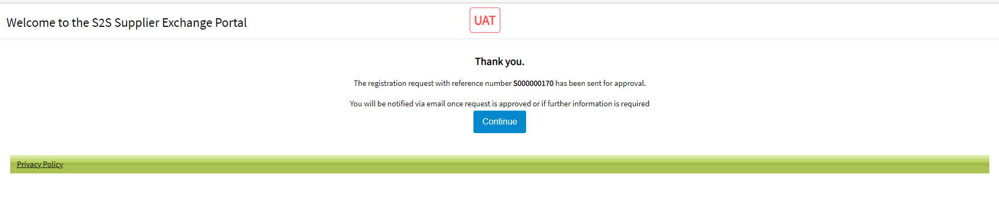 Welcome to the S2S Supplier Exchange Portal
UAT
Thank you.
The registration request with reference number S000000170 has been sent for approval.
You will be notified via email once request is approved or if further information is required
Continue
Privacy Policy